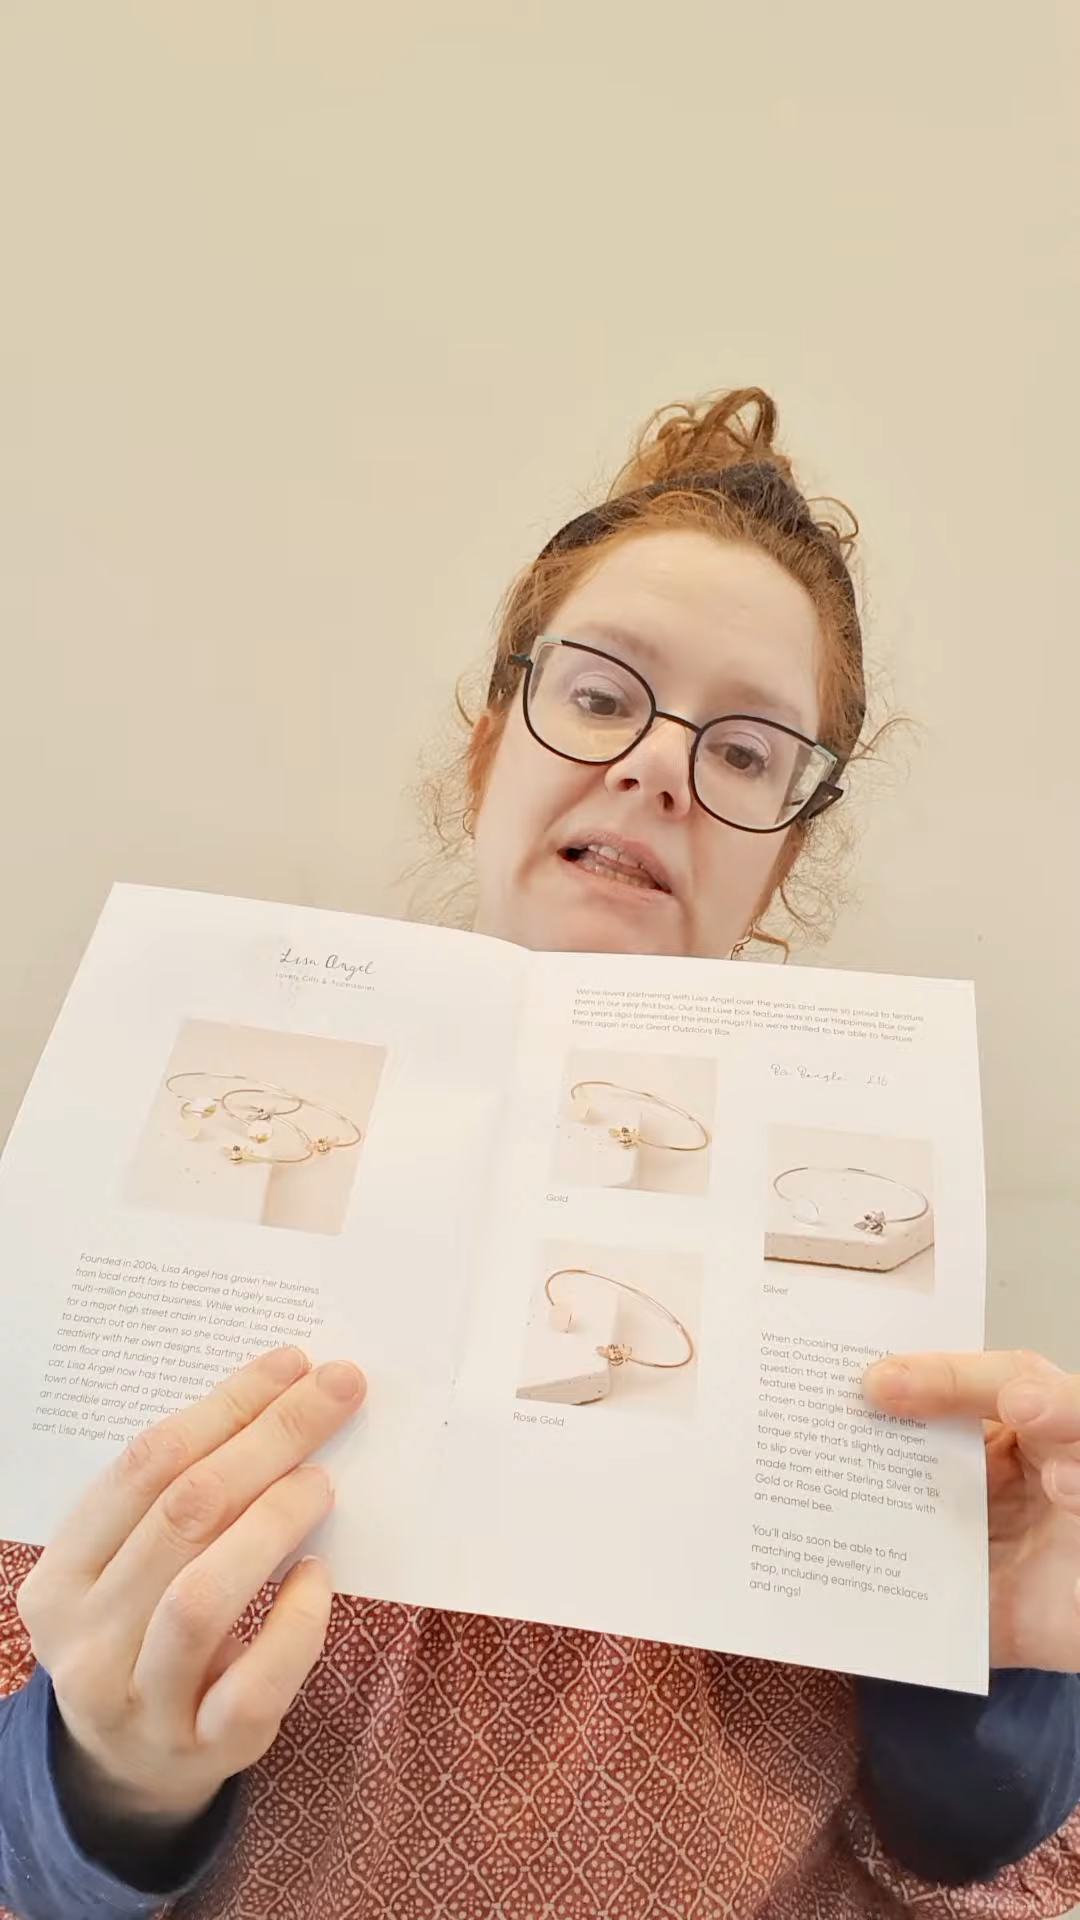 Lisa Angel
Lovely Gifts & Accessories
Founded in 2004, Lisa Angel has grown her business
from local craft fairs to become a hugely successful
multi-million pound business. While working as a buyer
for a major high street chain in London, Lisa decided
to branch out on her own so she could unleash
creativity with her own designs. Starting
room floor and funding her business
car, Lisa Angel now has two retail
town of Norwich and a global
an incredible array of
necklace, a fun cushion
scarf, Lisa Angel has
We've loved partnering with Lisa Angel over the years and were so proud to feature
them in our very first box. Our last Luxe box feature was in our Happiness Box over
two years ago (remember the initial mugs?) so we're thrilled to be able to feature
them again in our Great Outdoors Box.
Gold
Rose Gold
Bee Bangle £16
Silver
When choosing jewellery
Great Outdoors Box,
question that we
feature bees in some
chosen a bangle bracelet in either
silver, rose gold or gold in an open
torque style that's slightly adjustable
to slip over your wrist. This bangle is
made from either Sterling Silver or 18k
Gold or Rose Gold plated brass with
an enamel bee.
You'll also soon be able to find
matching bee jewellery in our
shop, including earrings, necklaces
and rings!